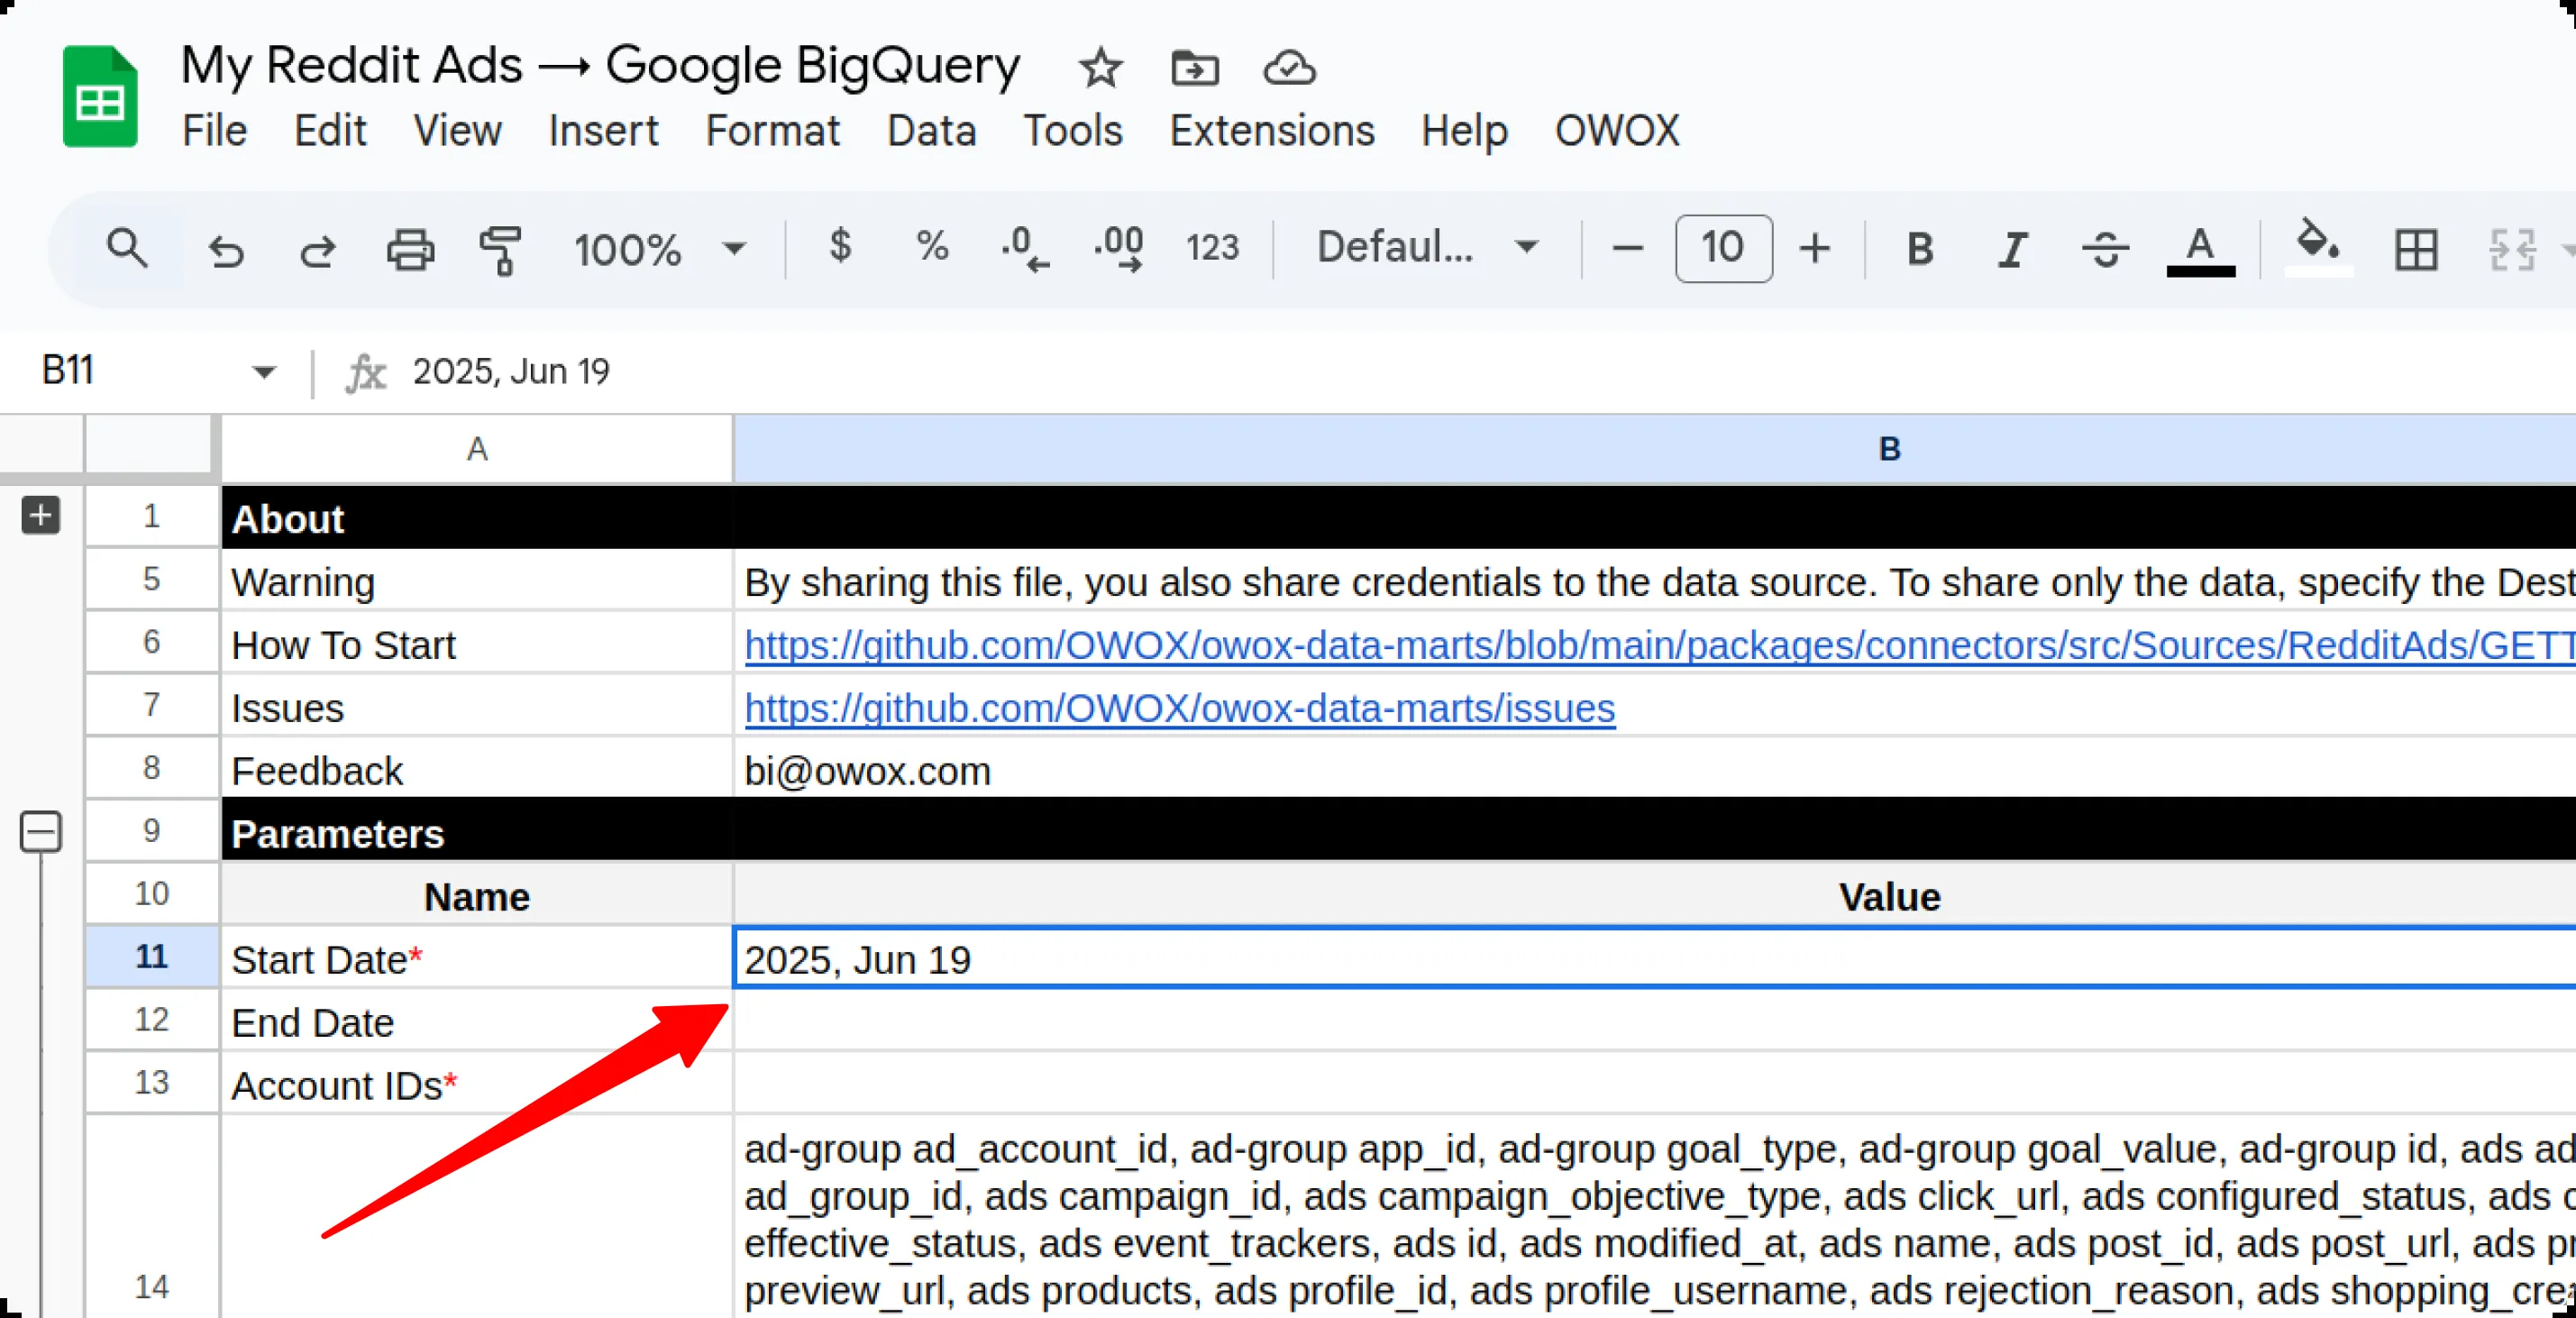 My Reddit Ads → Google BigQuery
File Edit View Insert Format Data Tools Extensions Help OWOX
100% $ % .0 .00 123 Defaul... 10 B I S A
B11 fx 2025, Jun 19
A B
1 About
5 Warning By sharing this file, you also share credentials to the data source. To share only the data, specify the Dest
6 How To Start https://github.com/OWOX/owox-data-marts/blob/main/packages/connectors/src/Sources/RedditAds/GETT
7 Issues https://github.com/OWOX/owox-data-marts/issues
8 Feedback bi@owox.com
9 Parameters
10 Name Value
11 Start Date* 2025, Jun 19
12 End Date
13 Account IDs*
ad-group ad_account_id, ad-group app_id, ad-group goal_type, ad-group goal_value, ad-group id, ads ad
ad_group_id, ads campaign_id, ads campaign_objective_type, ads click_url, ads configured_status, ads c
effective_status, ads event_trackers, ads id, ads modified_at, ads name, ads post_id, ads post_url, ads pr
14 preview_url, ads products, ads profile_id, ads profile_username, ads rejection_reason, ads shopping_crea